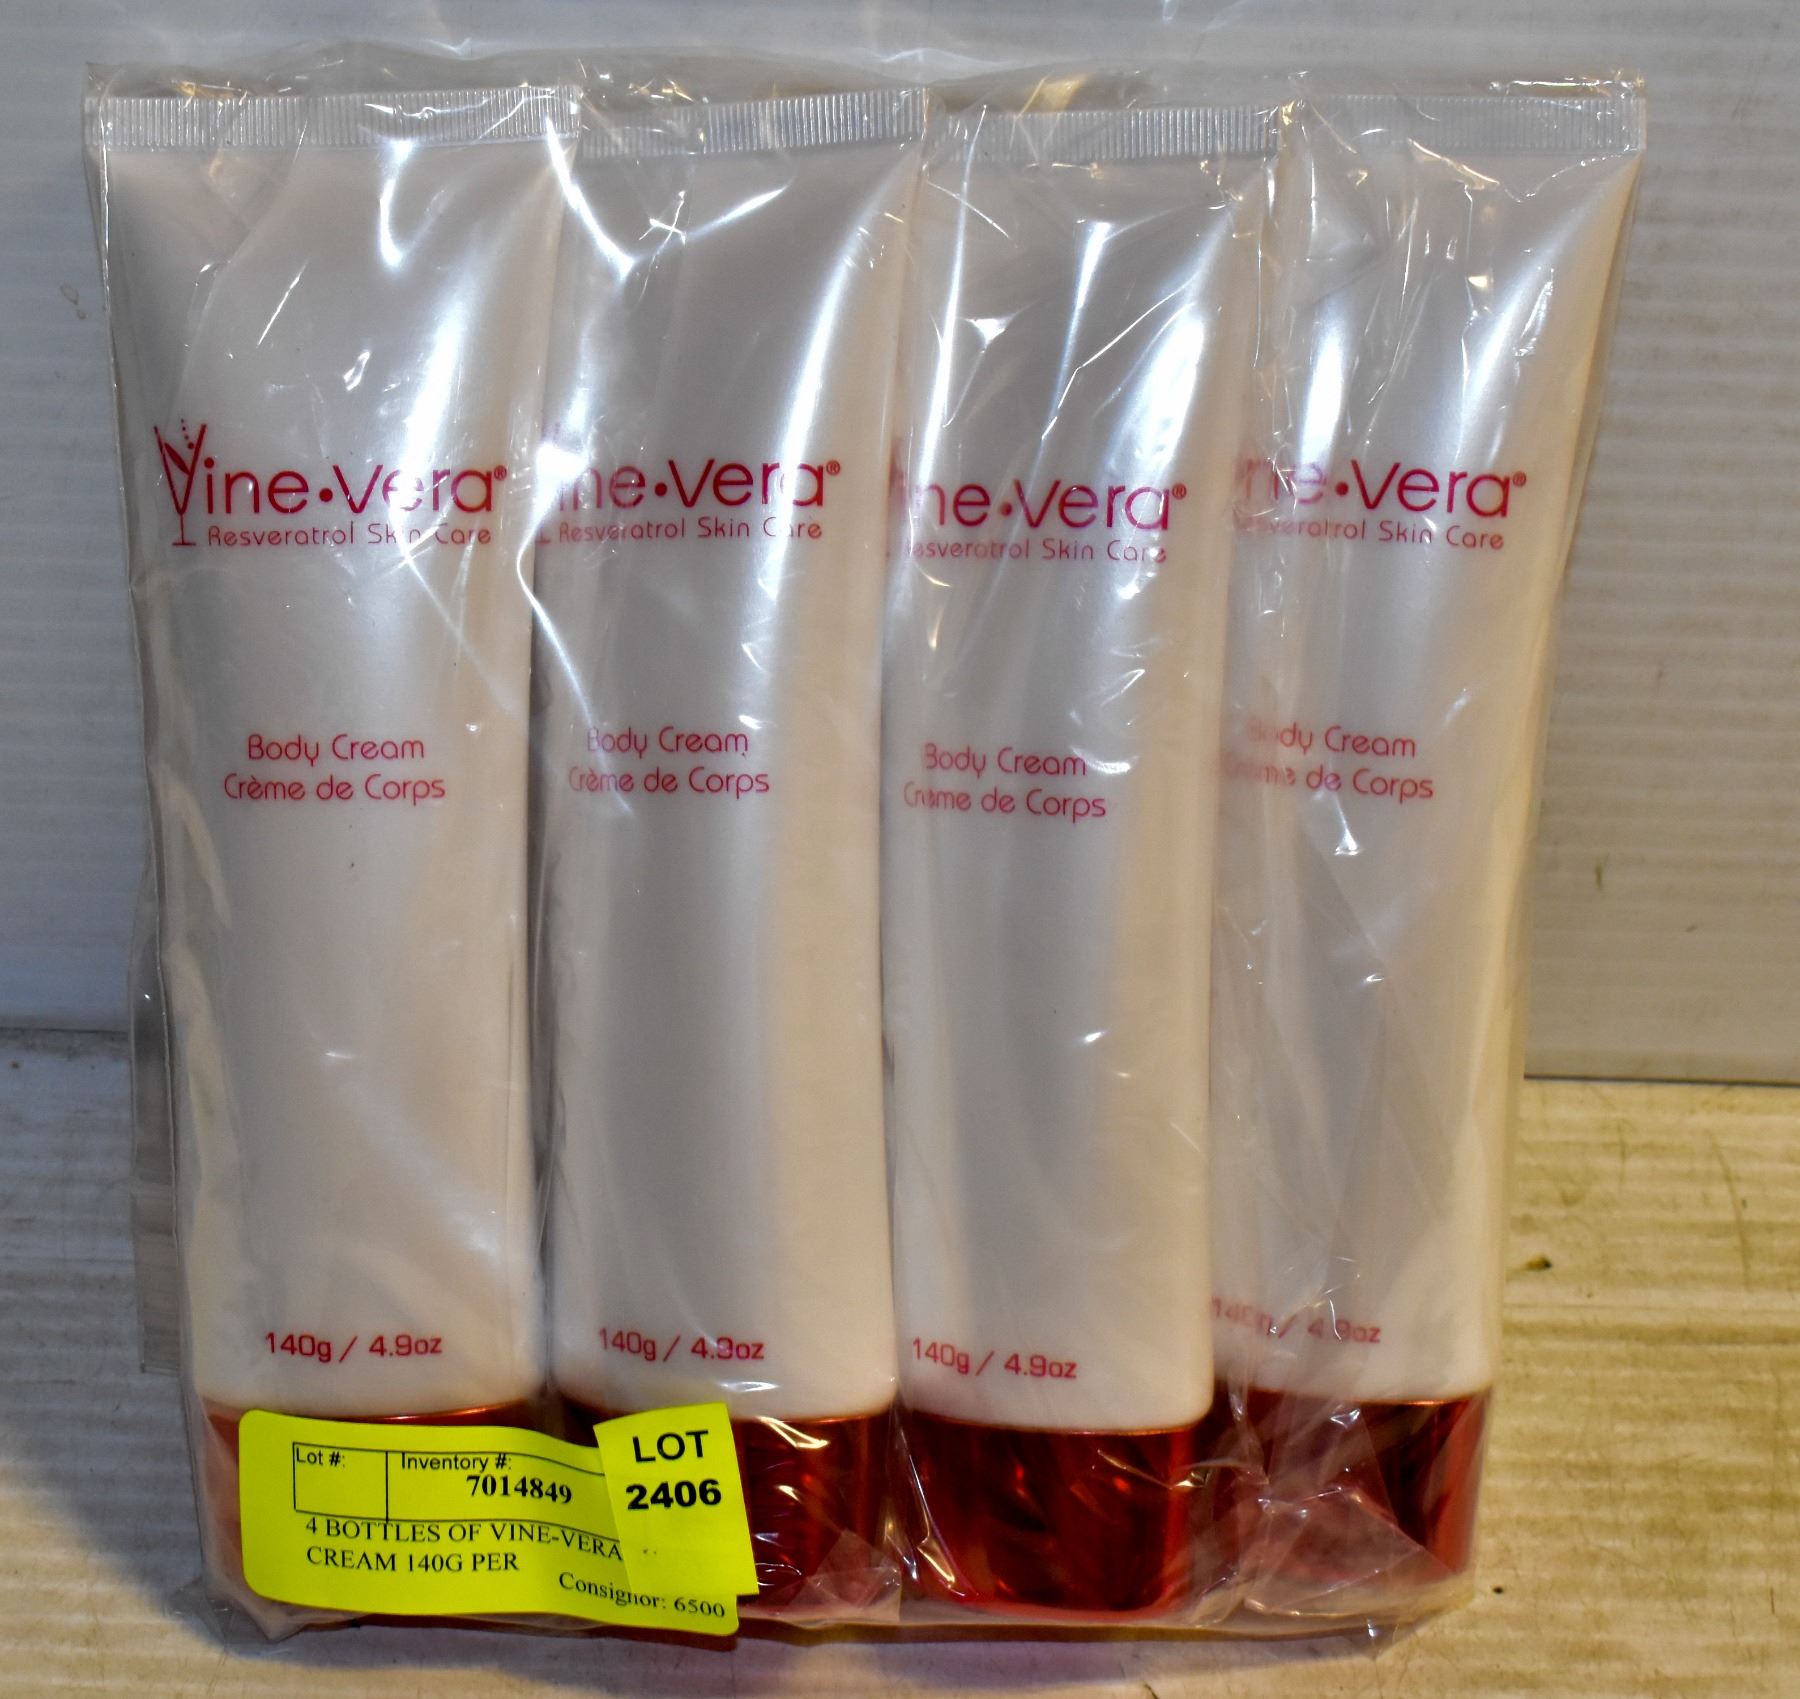 Vine·Vera®
Resveratrol Skin Care
Body Cream
Crème de Corps
140g / 4.9oz
ine·Vera®
Resveratrol Skin Care
Body Cream
Crème de Corps
140g / 4.9oz
ine·Vera®
esveratrol Skin Care
Body Cream
Crème de Corps
140g / 4.9oz
ine·Vera®
Resveratrol Skin Care
Body Cream
de Corps
4.9oz
Lot #:
Inventory #:
7014849
4 BOTTLES OF VINE-VERA
CREAM 140G PER
Consignor: 6500
LOT
2406